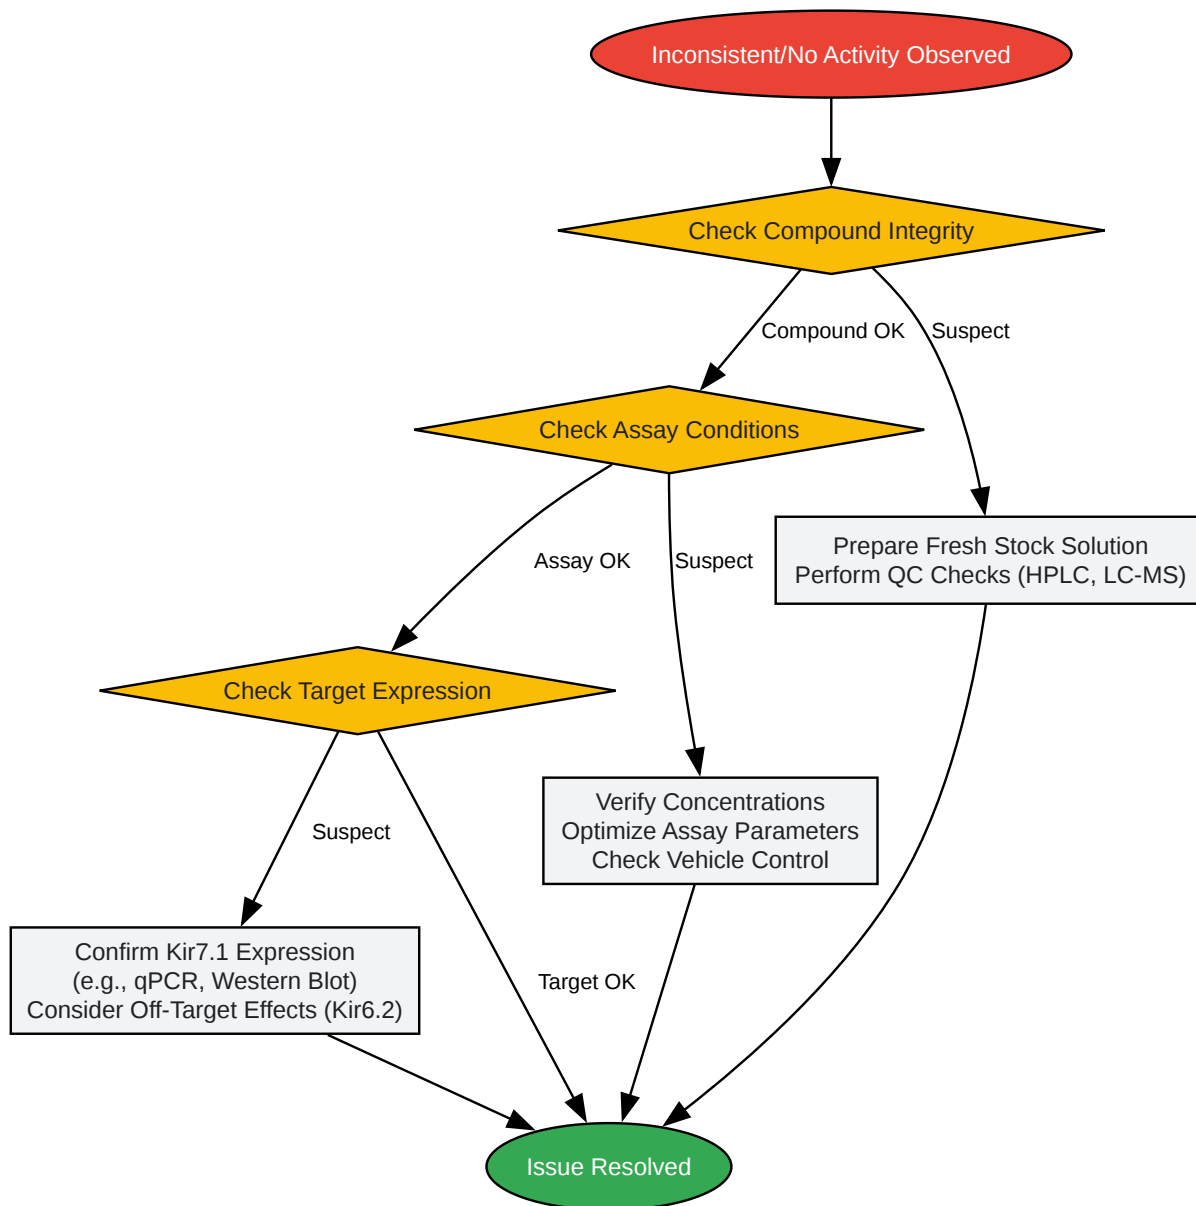 Inconsistent/No Activity Observed
Check Compound Integrity
Compound OK
Suspect
Check Assay Conditions
Assay OK
Suspect
Prepare Fresh Stock Solution
Perform QC Checks (HPLC, LC-MS)
Check Target Expression
Suspect
Verify Concentrations
Optimize Assay Parameters
Check Vehicle Control
Confirm Kir7.1 Expression
(e.g., qPCR, Western Blot)
Consider Off-Target Effects (Kir6.2)
Target OK
Issue Resolved